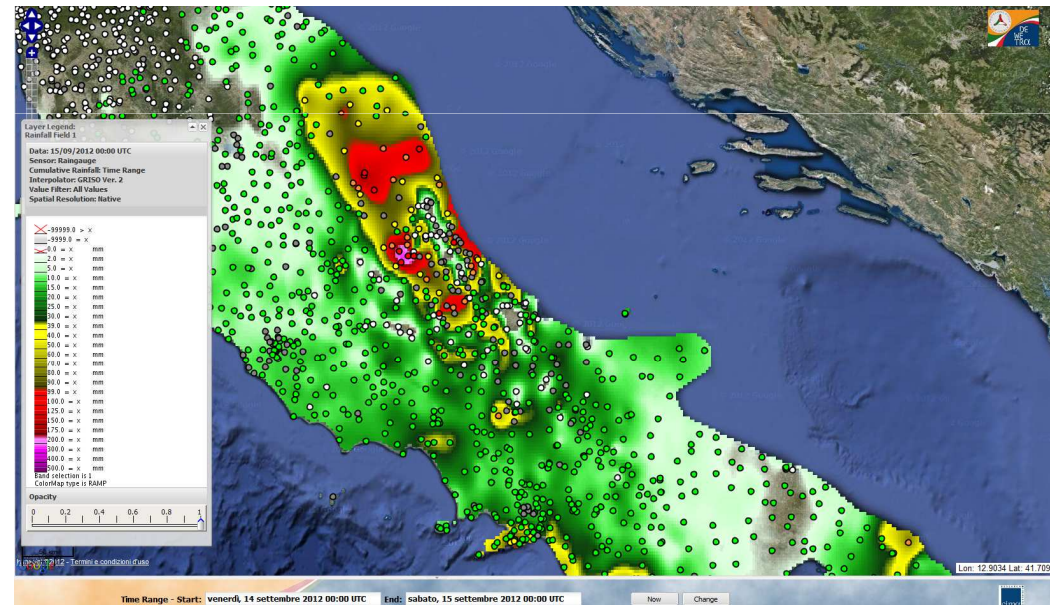 DE
WE
TRA
Layer Legend:
Rainfall Field 1
Data: 15/09/2012 00:00 UTC
Sensor: Raingauge
Cumulative Rainfall: Time Range
Interpolator: GRISO Ver. 2
Value Filter: All Values
Spatial Resolution: Native
-99999.0 > x
-9999.0 = x
0.0 = x mm
2.0 = x mm
5.0 = x mm
10.0 = x mm
15.0 = x mm
20.0 = x mm
25.0 = x mm
30.0 = x mm
39.0 = x mm
40.0 = x mm
50.0 = x mm
60.0 = x mm
70.0 = x mm
80.0 = x mm
90.0 = x mm
99.0 = x mm
100.0 = x mm
125.0 = x mm
150.0 = x mm
175.0 = x mm
200.0 = x mm
300.0 = x mm
400.0 = x mm
500.0 = x mm
Band selection is 1
ColorMap type is RAMP
Opacity
0 0.2 0.4 0.6 0.8 1
- Termini e condizioni d'uso
Lon: 12.9034 Lat: 41.709
Time Range - Start: venerdì, 14 settembre 2012 00:00 UTC End: sabato, 15 settembre 2012 00:00 UTC Now Change